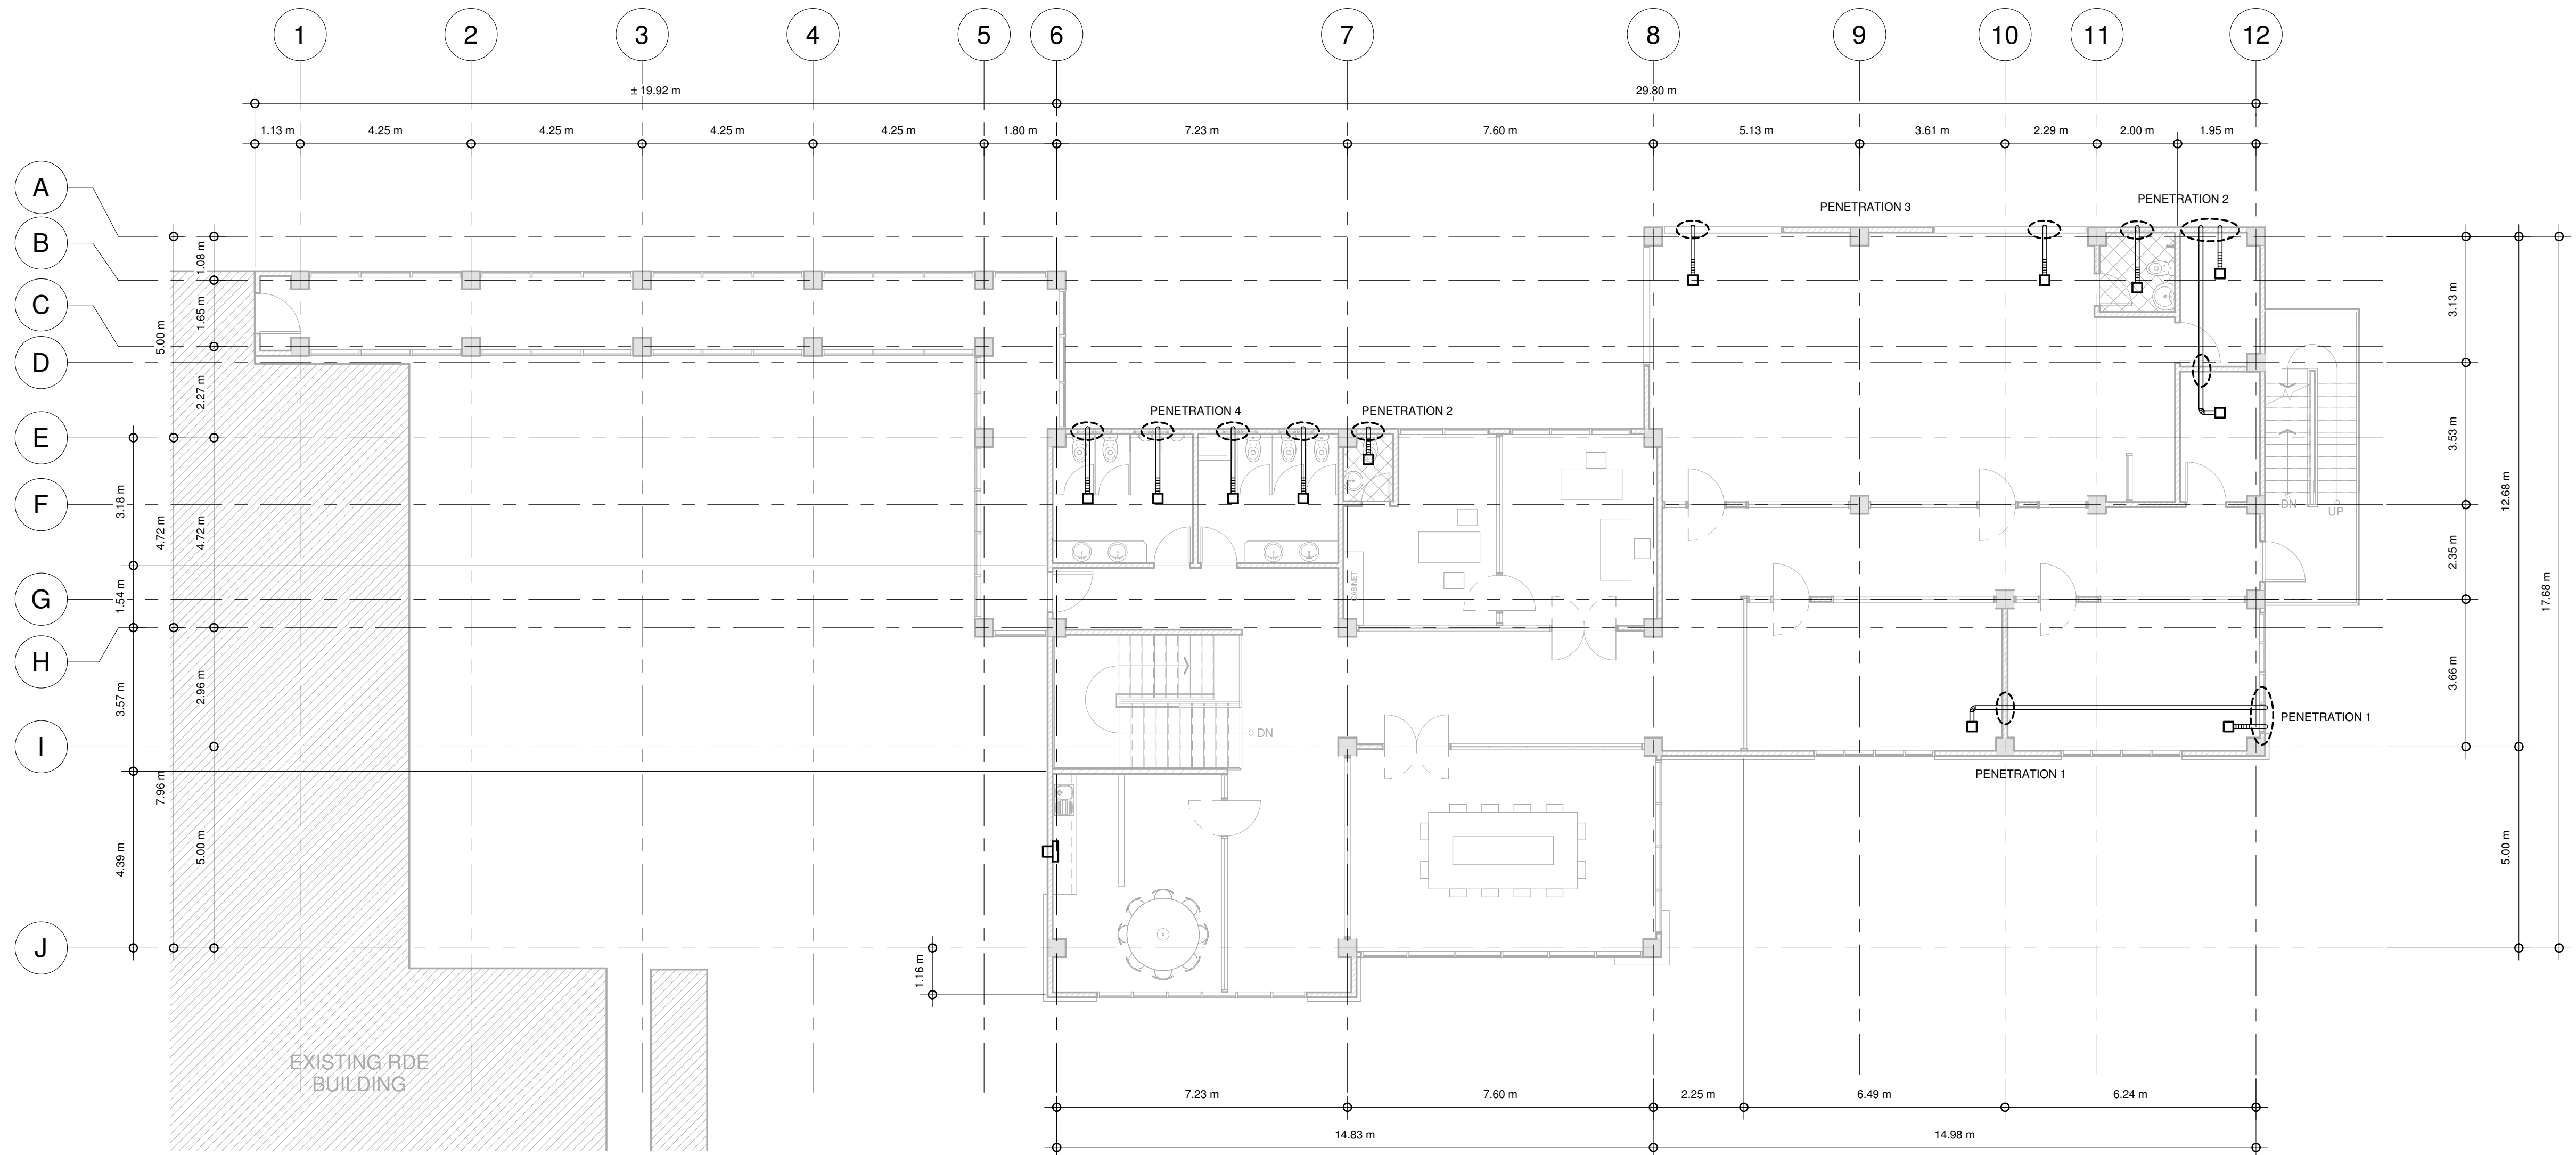 1 2 3 4 5 6 7 8 9 10 11 12
± 19.92 m 29.80 m
1.13 m 4.25 m 4.25 m 4.25 m 4.25 m 1.80 m 7.23 m 7.60 m 5.13 m 3.61 m 2.29 m 2.00 m 1.95 m
A
B
C
D
E
F
G
H
I
J
1.08 m
1.65 m
5.00 m
2.27 m
3.18 m
4.72 m
4.72 m
1.54 m
3.57 m
2.96 m
7.96 m
4.39 m
5.00 m
1.16 m
PENETRATION 3
PENETRATION 2
PENETRATION 4
PENETRATION 2
CABINET
DN
UP
DN
PENETRATION 1
PENETRATION 1
3.13 m
3.53 m
12.68 m
2.35 m
17.68 m
3.66 m
5.00 m
EXISTING RDE
BUILDING
7.23 m 7.60 m 2.25 m 6.49 m 6.24 m
14.83 m 14.98 m